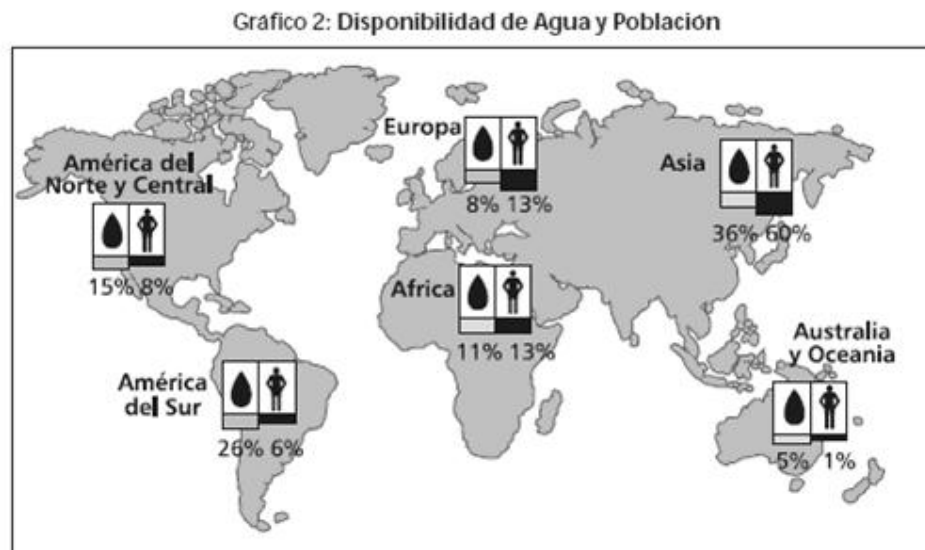 Gráfico 2: Disponibilidad de Agua y Población
Europa
8% 13%
Asia
36% 60%
América del
Norte y Central
15% 8%
Africa
11% 13%
Australia
y Oceania
5% 1%
América
del Sur
26% 6%